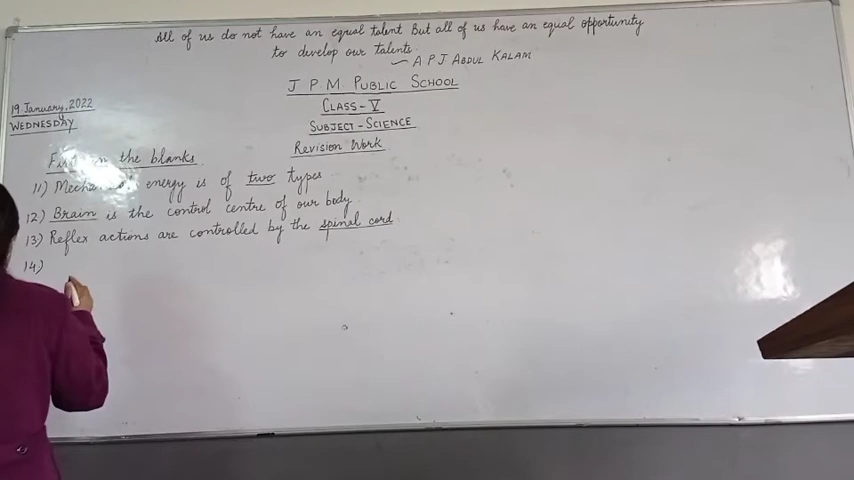 All of us do not have an equal talent But all of us have an equal opportunity
to develop our talents.
— A P J ABDUL KALAM
J P M PUBLIC SCHOOL
19 January, 2022
CLASS - V
WEDNESDAY
SUBJECT - SCIENCE
Revision Work
in the blanks
11) Mechanical energy is of two types
12) Brain is the control centre of our body
13) Reflex actions are controlled by the spinal cord
14)